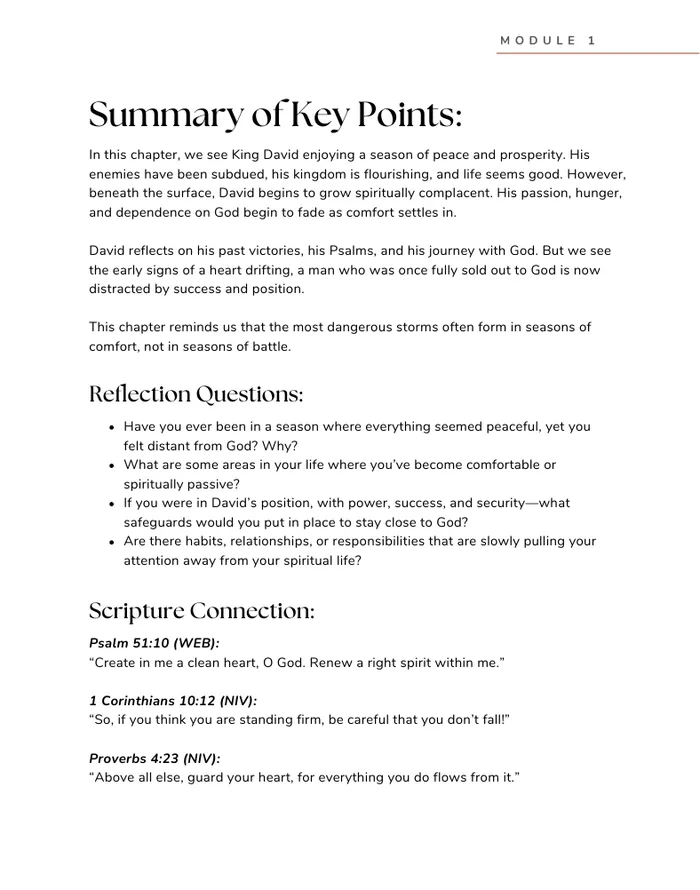 MODULE 1
Summary of Key Points:
In this chapter, we see King David enjoying a season of peace and prosperity. His
enemies have been subdued, his kingdom is flourishing, and life seems good. However,
beneath the surface, David begins to grow spiritually complacent. His passion, hunger,
and dependence on God begin to fade as comfort settles in.
David reflects on his past victories, his Psalms, and his journey with God. But we see
the early signs of a heart drifting, a man who was once fully sold out to God is now
distracted by success and position.
This chapter reminds us that the most dangerous storms often form in seasons of
comfort, not in seasons of battle.
Reflection Questions:
• Have you ever been in a season where everything seemed peaceful, yet you
felt distant from God? Why?
• What are some areas in your life where you’ve become comfortable or
spiritually passive?
• If you were in David’s position, with power, success, and security—what
safeguards would you put in place to stay close to God?
• Are there habits, relationships, or responsibilities that are slowly pulling your
attention away from your spiritual life?
Scripture Connection:
Psalm 51:10 (WEB):
“Create in me a clean heart, O God. Renew a right spirit within me.”
1 Corinthians 10:12 (NIV):
“So, if you think you are standing firm, be careful that you don’t fall!”
Proverbs 4:23 (NIV):
“Above all else, guard your heart, for everything you do flows from it.”